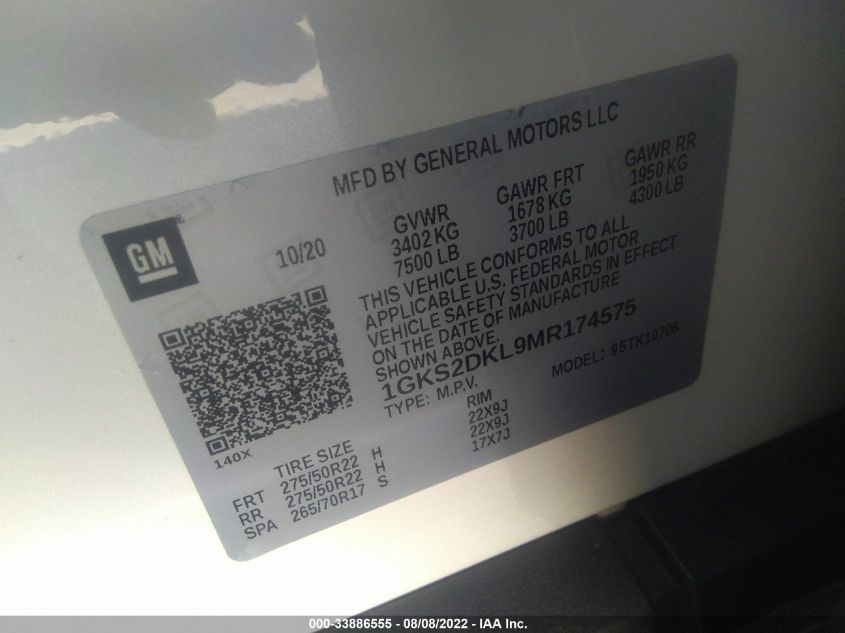 MFD BY GENERAL MOTORS LLC
GM
10/20
GVWR GAWR FRT GAWR RR
3402 KG 1678 KG 1950 KG
7500 LB 3700 LB 4300 LB
THIS VEHICLE CONFORMS TO ALL
APPLICABLE U.S. FEDERAL MOTOR
VEHICLE SAFETY STANDARDS IN EFFECT
ON THE DATE OF MANUFACTURE
SHOWN ABOVE.
1GKS2DKL9MR174575
TYPE: M.P.V. MODEL: 95TK10706
140X
TIRE SIZE RIM
FRT 275/50R22 H 22X9J
RR 275/50R22 H 22X9J
SPA 265/70R17 S 17X7J
000-33886555 - 08/08/2022 - IAA Inc.